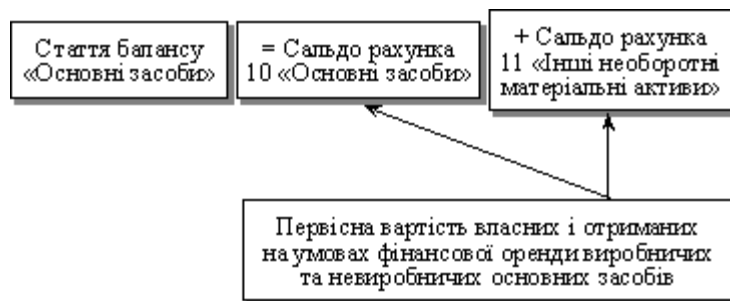 Стаття балансу
«Основні засоби»
= Сальдо рахунка
10 «Основні засоби»
+ Сальдо рахунка
11 «Інші необоротні
матеріальні активи»
Первісна вартість власних і отриманих
на умовах фінансової оренди виробничих
та невиробничих основних засобів